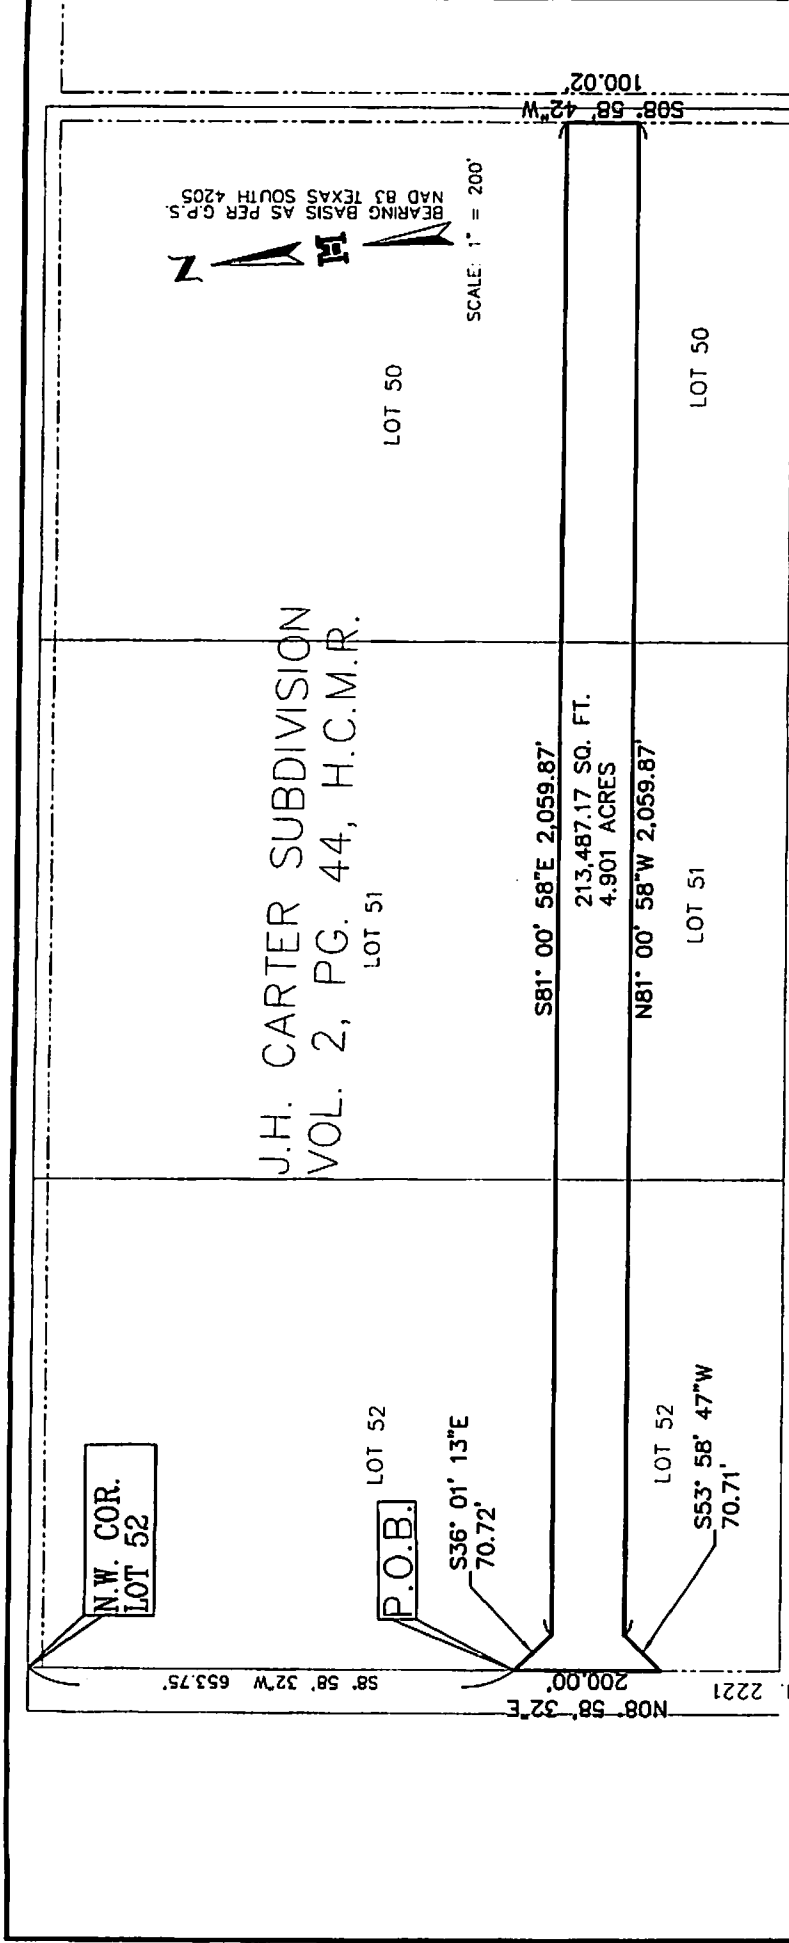 N.W. COR.
LOT 52
S8° 58' 32"W 653.75'
P.O.B.
LOT 52
S36° 01' 13"E
70.72'
N08° 58' 32"E
200.00'
2221
LOT 52
S53° 58' 47"W
70.71'
J.H. CARTER SUBDIVISION
VOL. 2, PG. 44, H.C.M.R.
LOT 51
S81° 00' 58"E 2,059.87'
213,487.17 SQ. FT.
4.901 ACRES
N81° 00' 58"W 2,059.87'
LOT 51
BEARING BASIS AS PER G.P.S.
NAD 83 TEXAS SOUTH 4205
N
SCALE: 1" = 200'
LOT 50
LOT 50
S08° 58' 42"W
100.02'